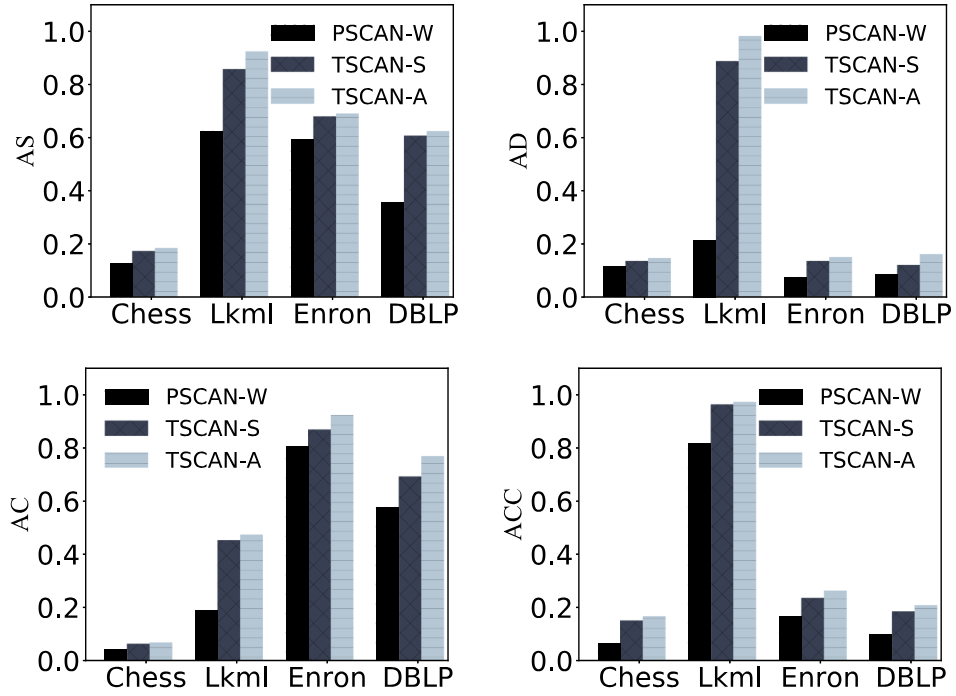 1.0
0.8
0.6
0.4
0.2
0.0
AS
PSCAN-W
TSCAN-S
TSCAN-A
Chess Lkml Enron DBLP
1.0
0.8
0.6
0.4
0.2
0.0
AD
PSCAN-W
TSCAN-S
TSCAN-A
Chess Lkml Enron DBLP
1.0
0.8
0.6
0.4
0.2
0.0
AC
PSCAN-W
TSCAN-S
TSCAN-A
Chess Lkml Enron DBLP
1.0
0.8
0.6
0.4
0.2
0.0
ACC
PSCAN-W
TSCAN-S
TSCAN-A
Chess Lkml Enron DBLP